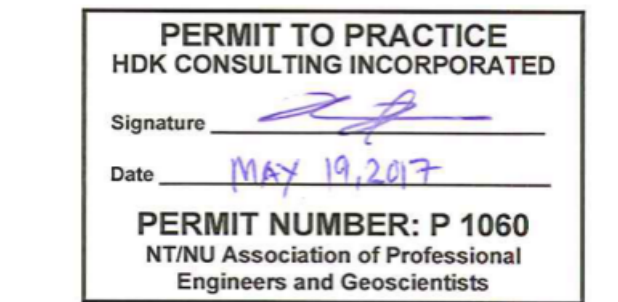 PERMIT TO PRACTICE
HDK CONSULTING INCORPORATED
Signature
Date MAY 19, 2017
PERMIT NUMBER: P 1060
NT/NU Association of Professional
Engineers and Geoscientists